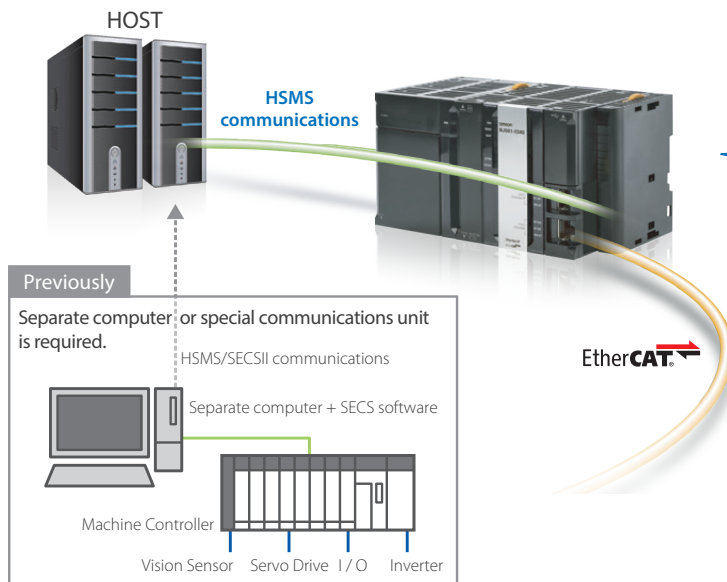 HOST
HSMS
communications
EtherCAT®
Previously
Separate computer or special communications unit
is required.
HSMS/SECSII communications
Separate computer + SECS software
Machine Controller
Vision Sensor Servo Drive I / O Inverter